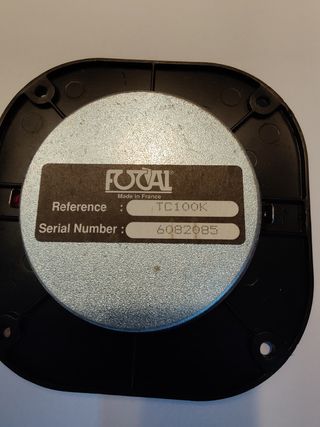 FOCAL
Made in France
Reference : TC100K
Serial Number : 6082085